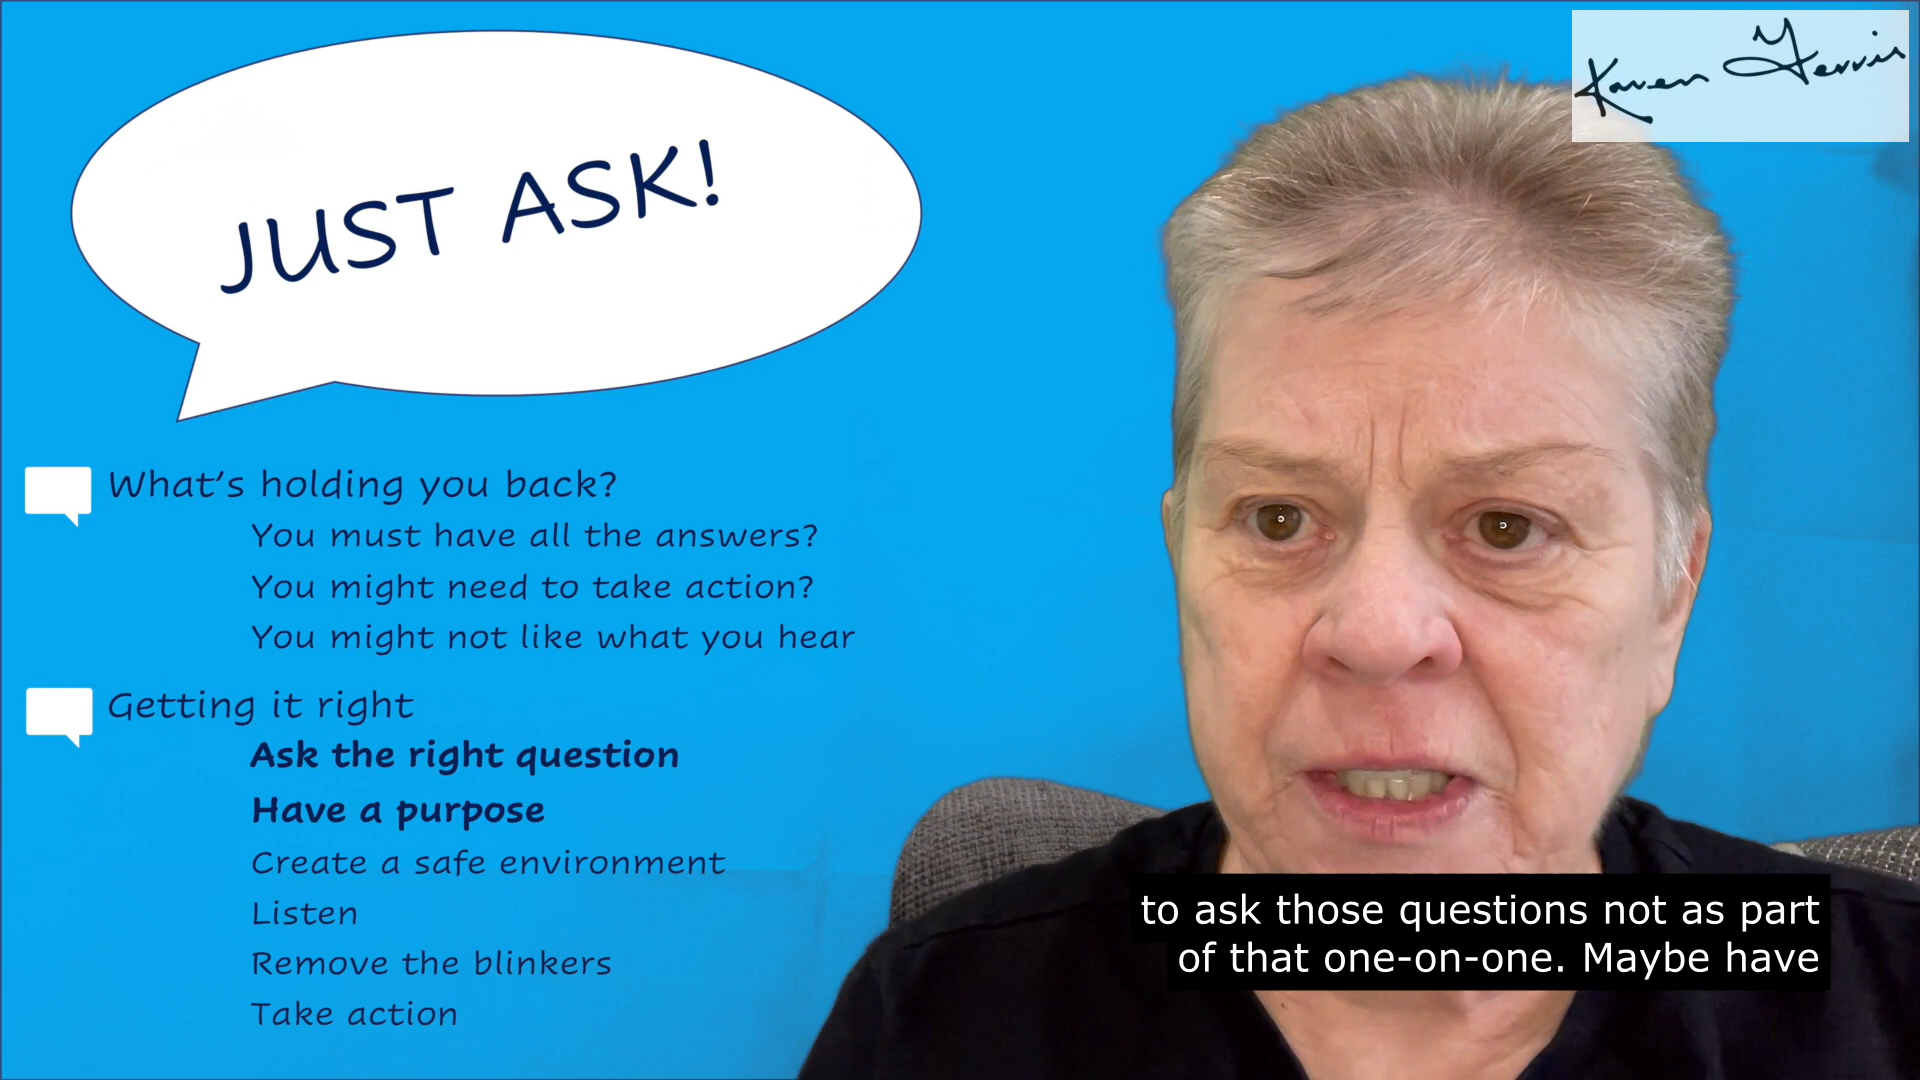 Karen Ferris
JUST ASK!
What's holding you back?
You must have all the answers?
You might need to take action?
You might not like what you hear
Getting it right
Ask the right question
Have a purpose
Create a safe environment
Listen
Remove the blinkers
Take action
to ask those questions not as part
of that one-on-one. Maybe have